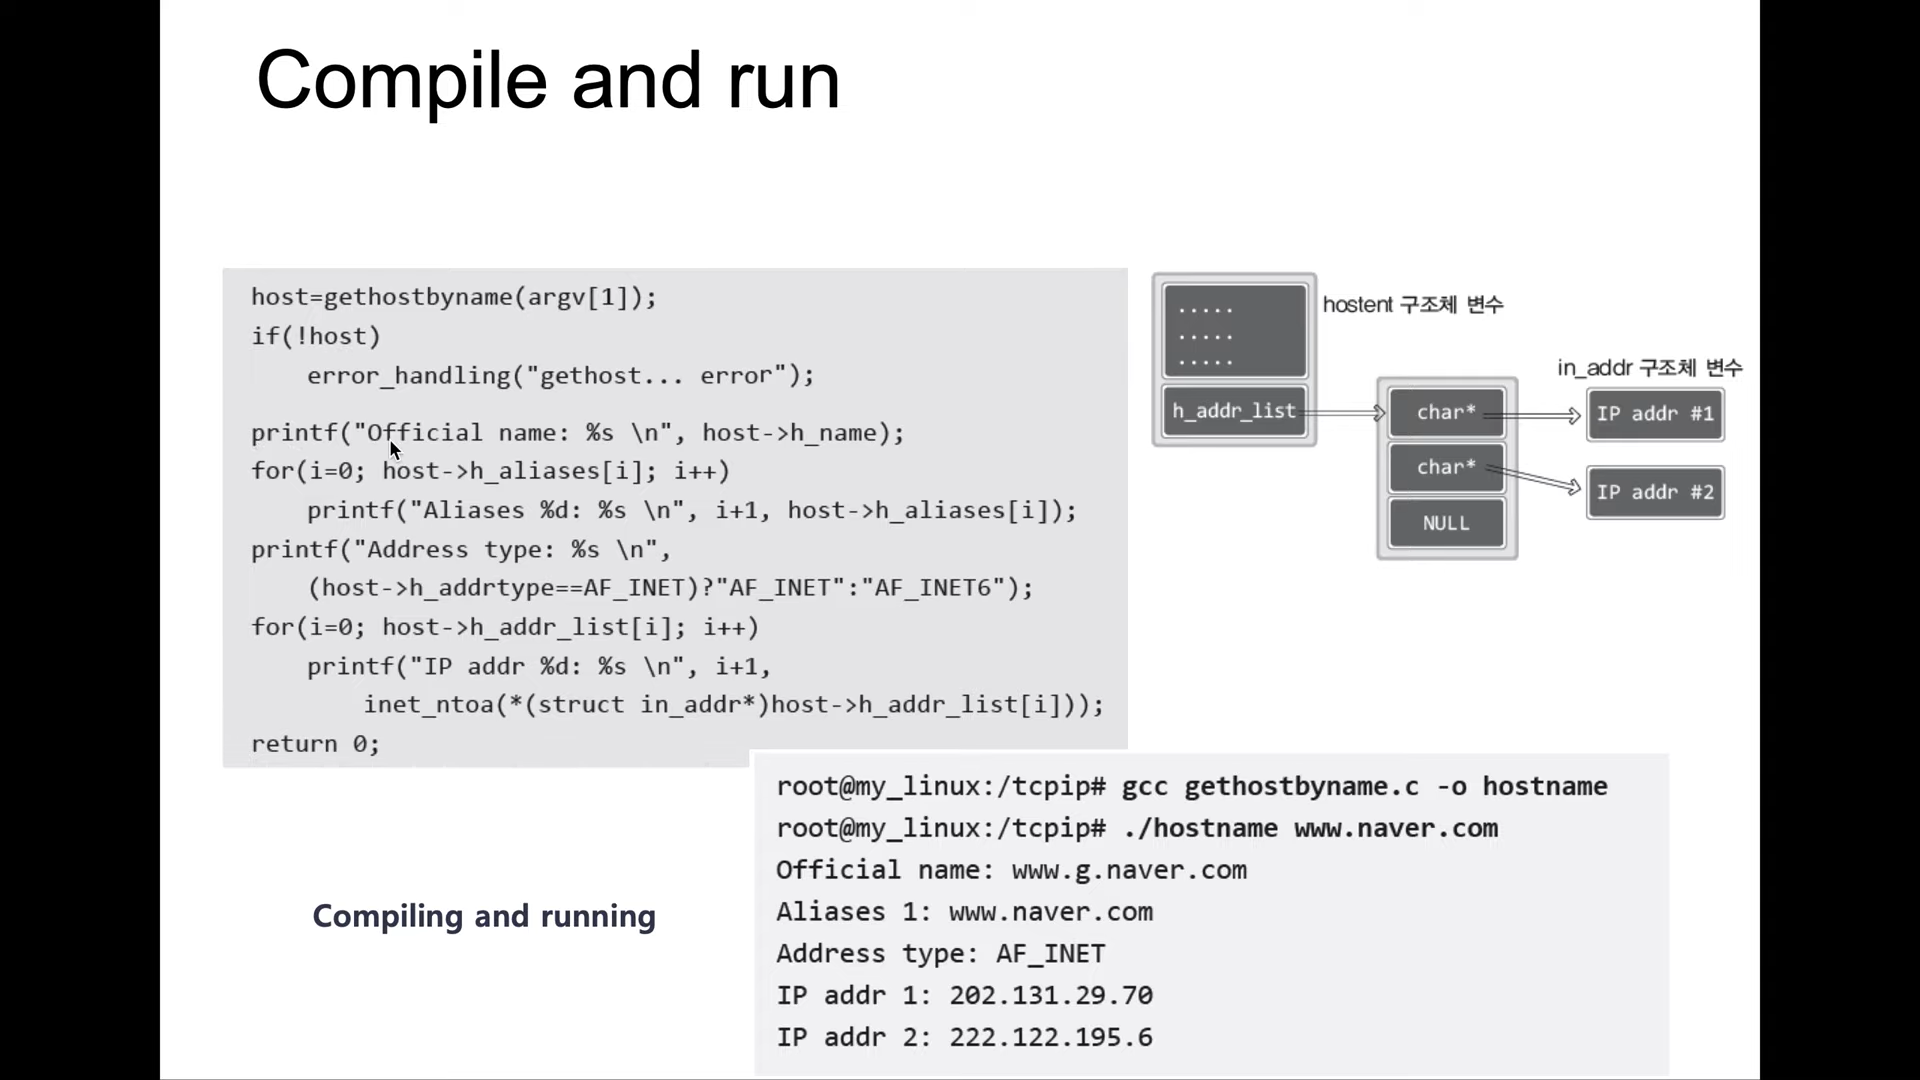 Compile and run
host=gethostbyname(argv[1]);
if(!host)
error_handling("gethost... error");
printf("Official name: %s \n", host->h_name);
for(i=0; host->h_aliases[i]; i++)
printf("Aliases %d: %s \n", i+1, host->h_aliases[i]);
printf("Address type: %s \n",
(host->h_addrtype==AF_INET)?"AF_INET":"AF_INET6");
for(i=0; host->h_addr_list[i]; i++)
printf("IP addr %d: %s \n", i+1,
inet_ntoa(*(struct in_addr*)host->h_addr_list[i]));
return 0;
.....
.....
.....
hostent 구조체 변수
h_addr_list
char*
char*
NULL
in_addr 구조체 변수
IP addr #1
IP addr #2
Compiling and running
root@my_linux:/tcpip# gcc gethostbyname.c -o hostname
root@my_linux:/tcpip# ./hostname www.naver.com
Official name: www.g.naver.com
Aliases 1: www.naver.com
Address type: AF_INET
IP addr 1: 202.131.29.70
IP addr 2: 222.122.195.6